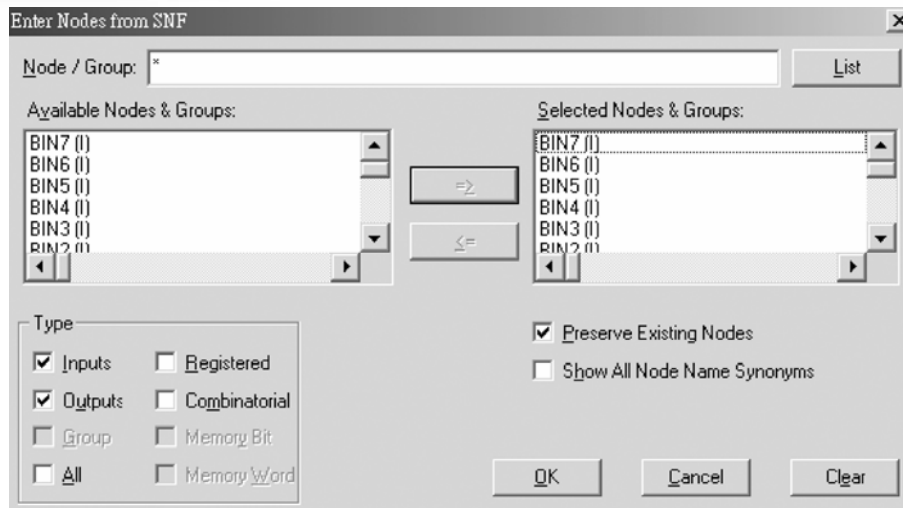 Enter Nodes from SNF
Node / Group: *
List
Available Nodes & Groups:
BIN7 (I)
BIN6 (I)
BIN5 (I)
BIN4 (I)
BIN3 (I)
BIN2 (I)
=>
<=
Selected Nodes & Groups:
BIN7 (I)
BIN6 (I)
BIN5 (I)
BIN4 (I)
BIN3 (I)
BIN2 (I)
Type
Inputs
Registered
Outputs
Combinatorial
Group
Memory Bit
All
Memory Word
Preserve Existing Nodes
Show All Node Name Synonyms
OK
Cancel
Clear